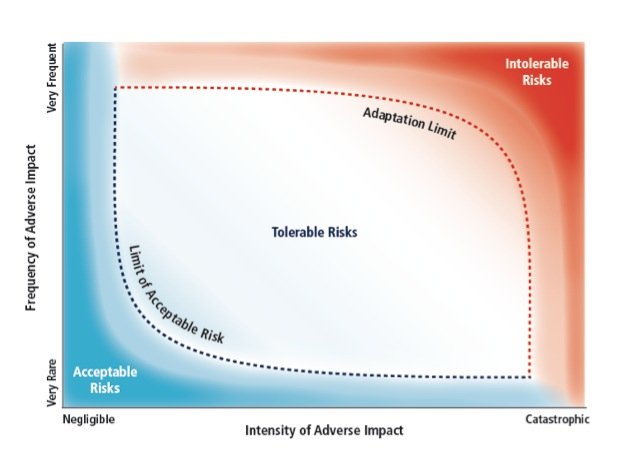 Very Frequent
Intolerable
Risks
Adaptation Limit
Frequency of Adverse Impact
Tolerable Risks
Limit of Acceptable Risk
Very Rare
Acceptable
Risks
Negligible
Catastrophic
Intensity of Adverse Impact